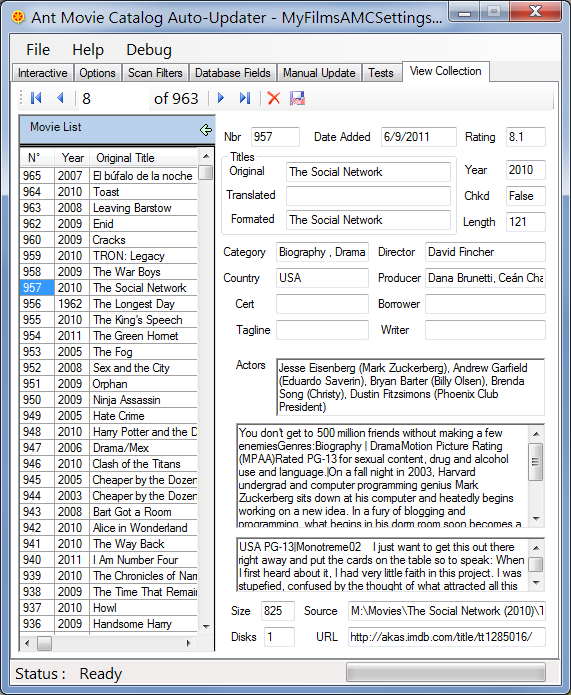 Ant Movie Catalog Auto-Updater - MyFilmsAMCSettings...
File Help Debug
Interactive Options Scan Filters Database Fields Manual Update Tests View Collection
8 of 963
Movie List
N° Year Original Title
965 2007 El búfalo de la noche
964 2010 Toast
963 2008 Leaving Barstow
962 2009 Enid
960 2009 Cracks
959 2010 TRON: Legacy
958 2009 The War Boys
957 2010 The Social Network
956 1962 The Longest Day
955 2010 The King's Speech
954 2011 The Green Hornet
953 2005 The Fog
952 2008 Sex and the City
951 2009 Orphan
950 2009 Ninja Assassin
949 2005 Hate Crime
948 2010 Harry Potter and the D
947 2006 Drama/Mex
946 2010 Clash of the Titans
945 2005 Cheaper by the Dozen
944 2003 Cheaper by the Dozen
943 2008 Bart Got a Room
942 2010 Alice in Wonderland
941 2010 The Way Back
940 2011 I Am Number Four
939 2010 The Chronicles of Nam
938 2009 The Time That Remain
937 2010 Howl
936 2009 Handsome Harry
Nbr 957 Date Added 6/9/2011 Rating 8.1
Titles
Original The Social Network Year 2010
Translated Chkd False
Formated The Social Network Length 121
Category Biography , Drama Director David Fincher
Country USA Producer Dana Brunetti, Ceán Cha
Cert Borrower
Tagline Writer
Actors Jesse Eisenberg (Mark Zuckerberg), Andrew Garfield
(Eduardo Saverin), Bryan Barter (Billy Olsen), Brenda
Song (Christy), Dustin Fitzsimons (Phoenix Club
President)
You don't get to 500 million friends without making a few
enemiesGenres:Biography | DramaMotion Picture Rating
(MPAA)Rated PG-13 for sexual content, drug and alcohol
use and language.|On a fall night in 2003, Harvard
undergrad and computer programming genius Mark
Zuckerberg sits down at his computer and heatedly begins
working on a new idea. In a fury of blogging and
programming, what begins in his dorm room soon becomes a
USA PG-13|Monotreme02 I just want to get this out there
right away and put the cards on the table so to speak: When
I first heard about it, I had very little faith in this project. I was
stupefied, confused by the thought of what attracted all this
Size 825 Source M:\Movies\The Social Network (2010)\T
Disks 1 URL http://akas.imdb.com/title/tt1285016/
Status : Ready